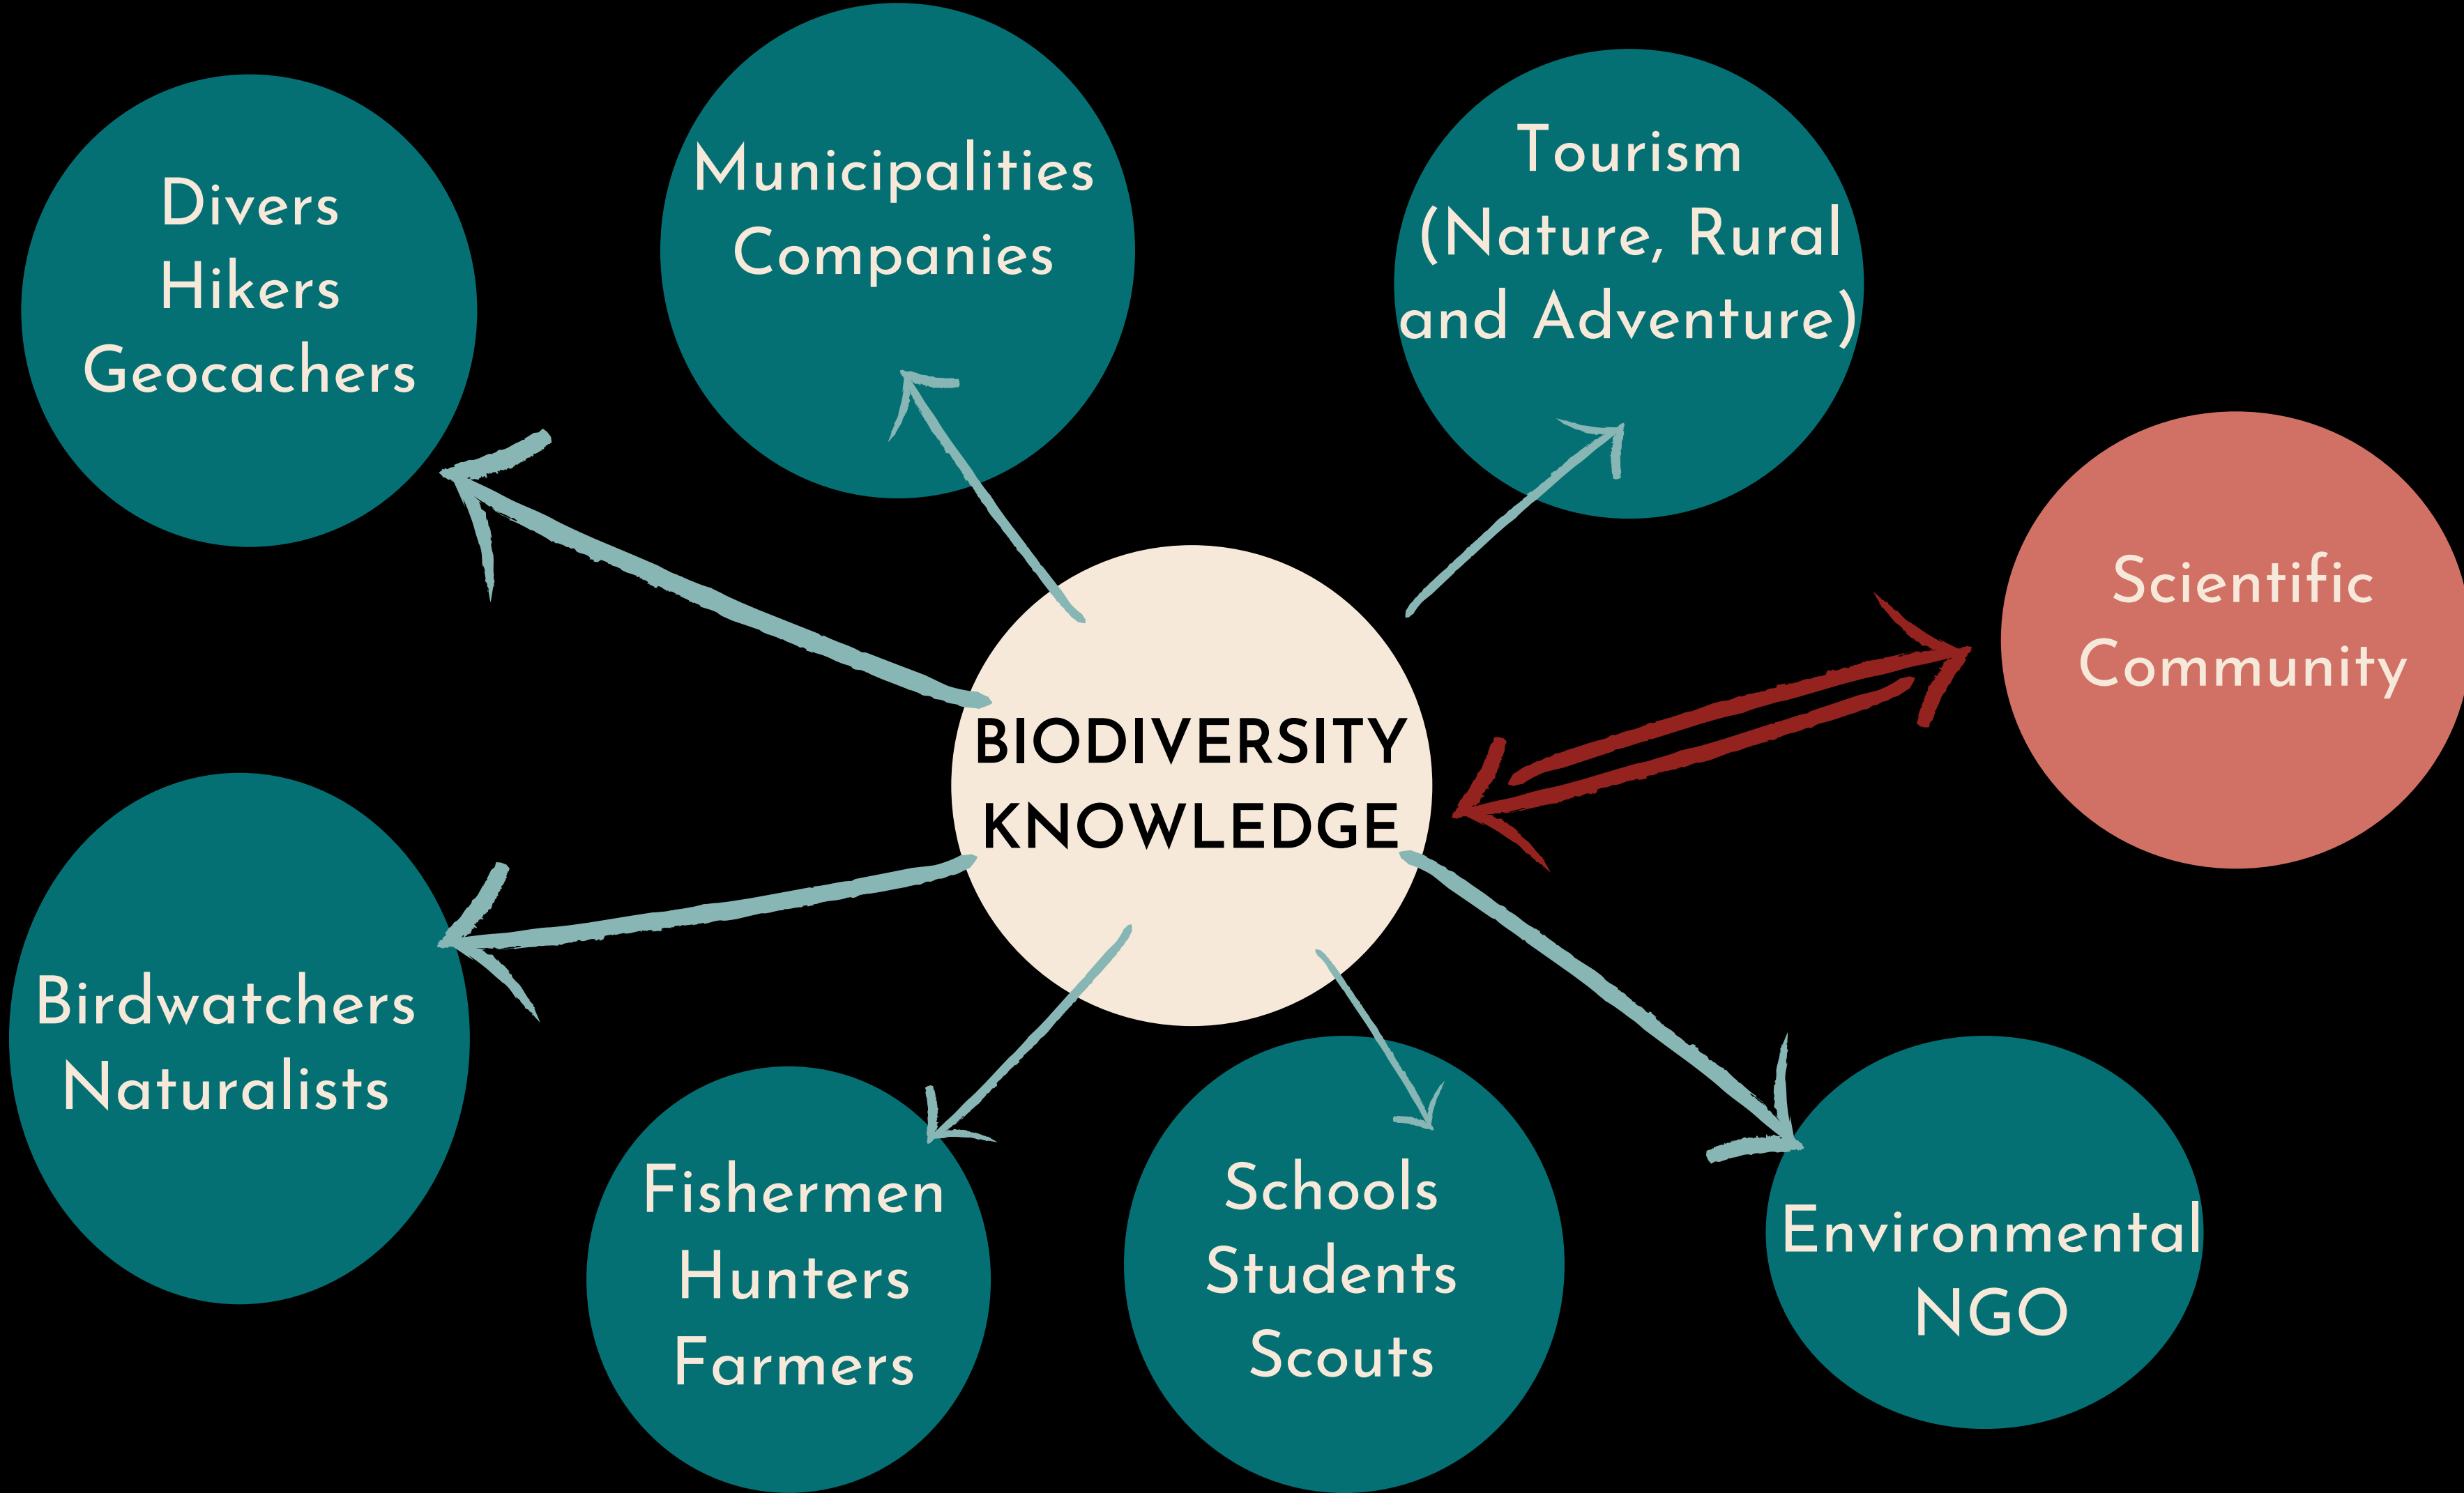 Divers
Hikers
Geocachers
Municipalities
Companies
Tourism
(Nature, Rural
and Adventure)
Scientific
Community
BIODIVERSITY
KNOWLEDGE
Birdwatchers
Naturalists
Fishermen
Hunters
Farmers
Schools
Students
Scouts
Environmental
NGO